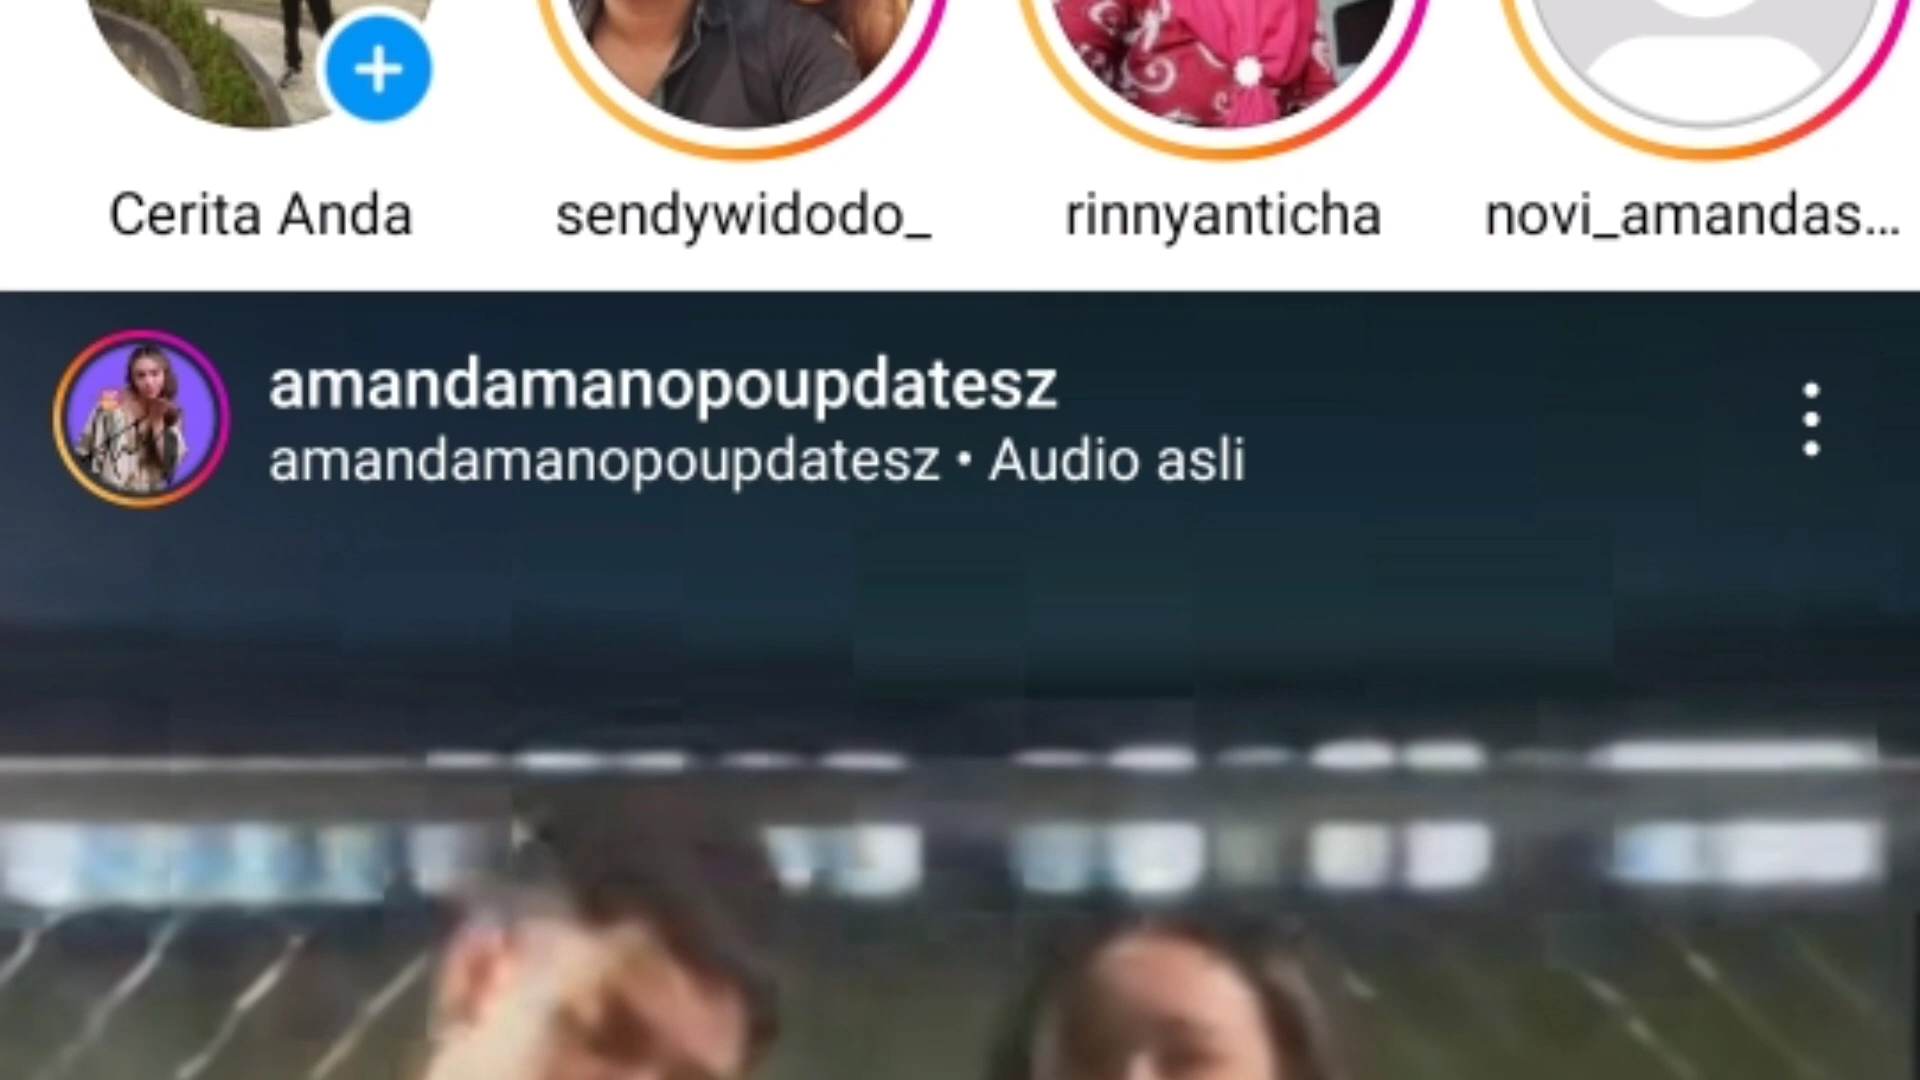 Cerita Anda
sendywidodo_
rinnyanticha
novi_amandas...
amandamanopoupdatesz
amandamanopoupdatesz • Audio asli